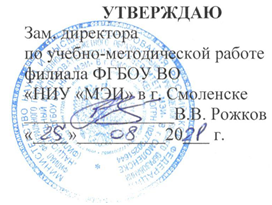 УТВЕРЖДАЮ
Зам. директора
по учебно-методической работе
филиала ФГБОУ ВО
«НИУ «МЭИ» в г. Смоленске
В.В. Рожков
« 25 » 08 2021 г.